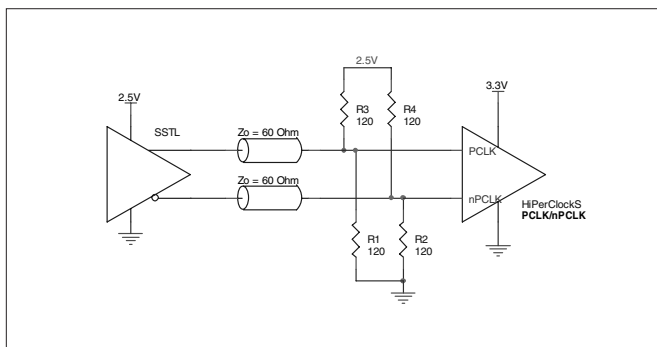 2.5V
3.3V
2.5V
R3
120
R4
120
SSTL
Zo = 60 Ohm
PCLK
Zo = 60 Ohm
nPCLK
HiPerClockS
PCLK/nPCLK
R1
120
R2
120